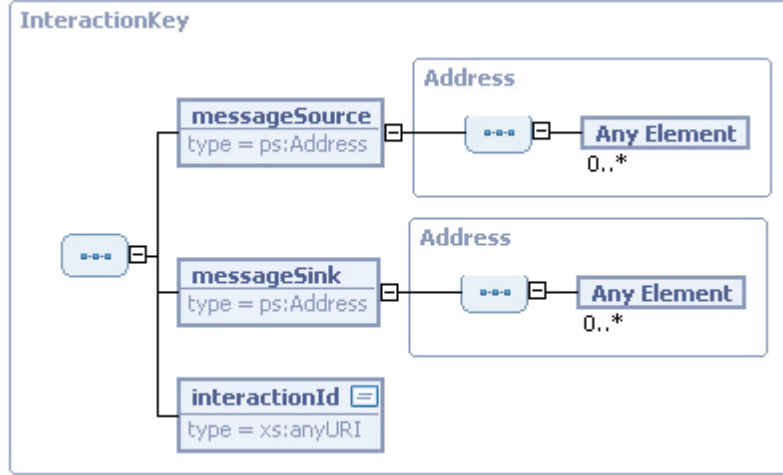 InteractionKey
Address
messageSource
type = ps:Address
Any Element
0..*
Address
messageSink
type = ps:Address
Any Element
0..*
interactionId
type = xs:anyURI